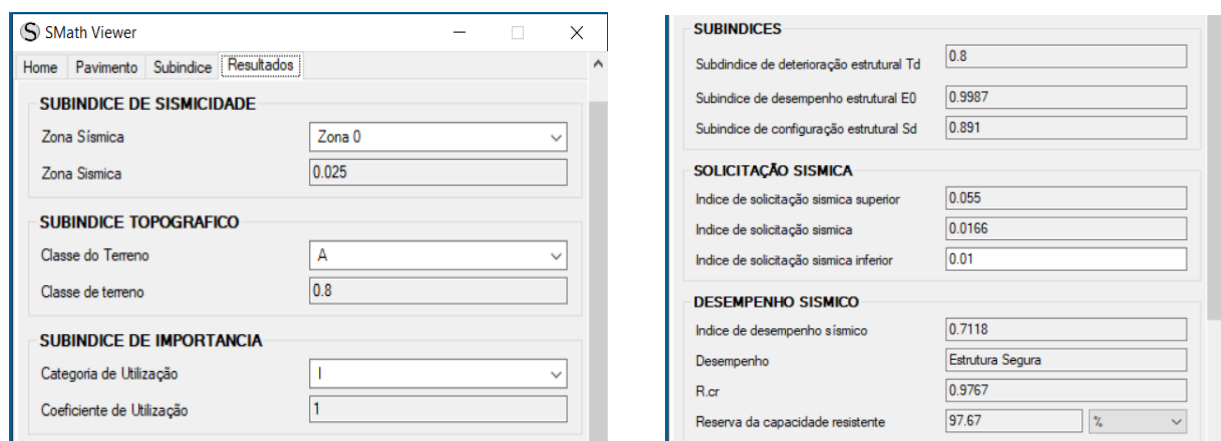 SMath Viewer
Home Pavimento Subindice Resultados
SUBINDICE DE SISMICIDADE
Zona Sísmica Zona 0
Zona Sismica 0.025
SUBINDICE TOPOGRAFICO
Classe do Terreno A
Classe de terreno 0.8
SUBINDICE DE IMPORTANCIA
Categoria de Utilização I
Coeficiente de Utilização 1
SUBINDICES
Subdindice de deterioração estrutural Td 0.8
Subindice de desempenho estrutural E0 0.9987
Subindice de configuração estrutural Sd 0.891
SOLICITAÇÃO SISMICA
Indice de solicitação sismica superior 0.055
Indice de solicitação sismica 0.0166
Indice de solicitação sismica inferior 0.01
DESEMPENHO SISMICO
Indice de desempenho sísmico 0.7118
Desempenho Estrutura Segura
R.cr 0.9767
Reserva da capacidade resistente 97.67 %